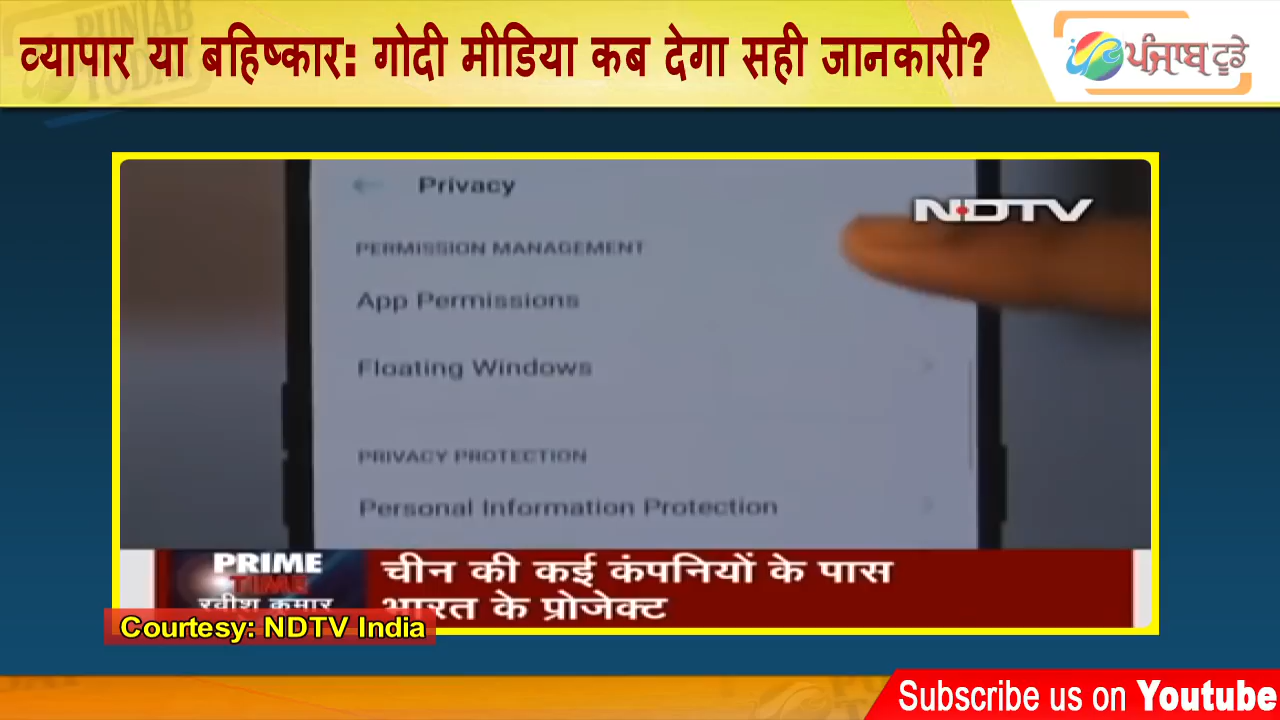 व्यापार या बहिष्कार: गोदी मीडिया कब देगा सही जानकारी?
ਪੰਜਾਬ ਟੂਡੇ
Privacy
NDTV
PERMISSION MANAGEMENT
App Permissions
Floating Windows
PRIVACY PROTECTION
Personal Information Protection
PRIME
TIME
रवीश कुमार
चीन की कई कंपनियों के पास
भारत के प्रोजेक्ट
Courtesy: NDTV India
Subscribe us on Youtube